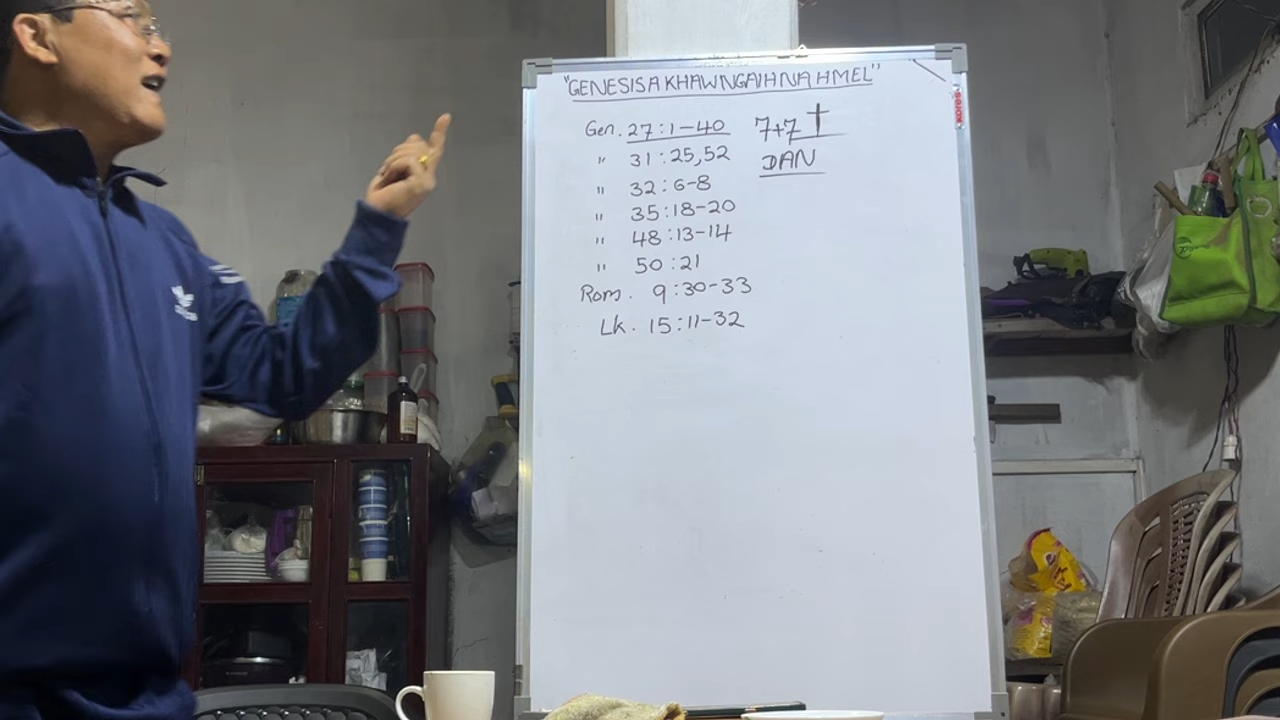 "GENESISA KHAWNGAIHNA HMEL"
Gen. 27:1-40 7+7 †
" 31:25,52 DAN
" 32:6-8
" 35:18-20
" 48:13-14
" 50:21
Rom. 9:30-33
Lk. 15:11-32